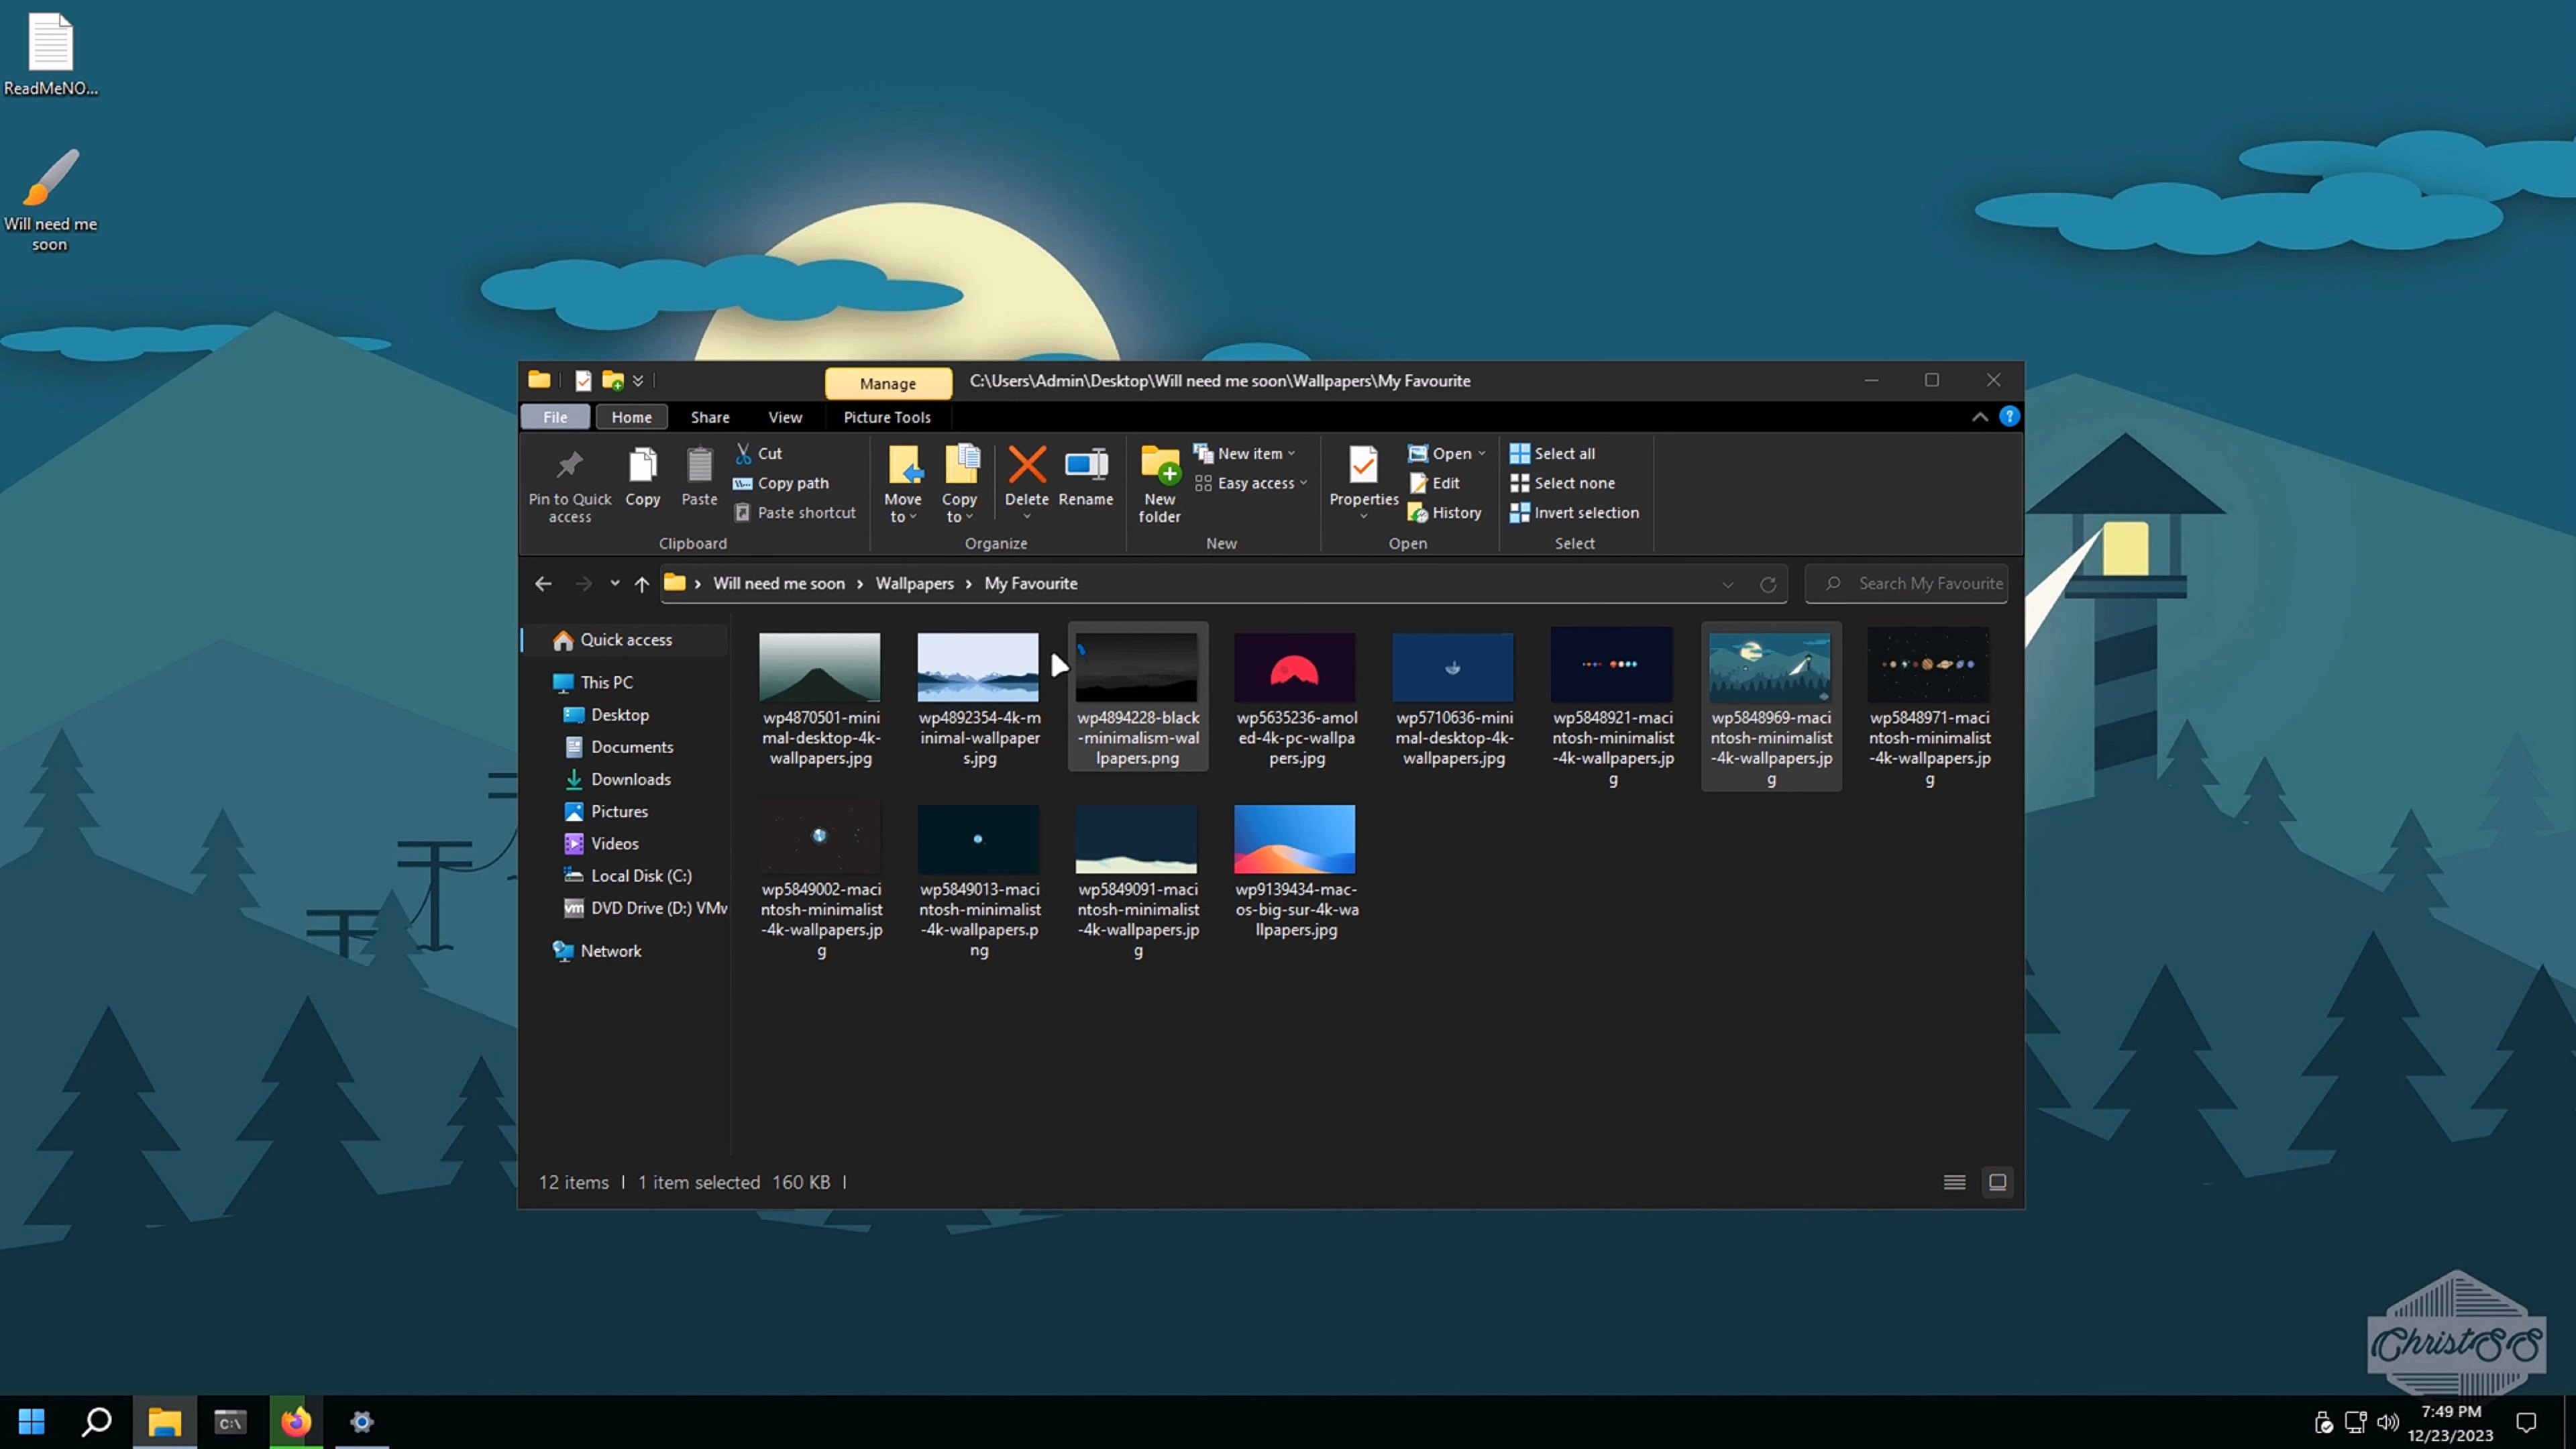 ReadMeNO...
Will need me
soon
Manage
C:\Users\Admin\Desktop\Will need me soon\Wallpapers\My Favourite
File
Home
Share
View
Picture Tools
Pin to Quick
access
Copy
Paste
Cut
Copy path
Paste shortcut
Clipboard
Move
to
Copy
to
Delete
Rename
Organize
New
folder
New item
Easy access
New
Properties
Open
Edit
History
Open
Select all
Select none
Invert selection
Select
Will need me soon
Wallpapers
My Favourite
Search My Favourite
Quick access
This PC
Desktop
Documents
Downloads
Pictures
Videos
Local Disk (C:)
DVD Drive (D:) VMv
Network
wp4870501-mini
mal-desktop-4k-
wallpapers.jpg
wp4892354-4k-m
inimal-wallpaper
s.jpg
wp4894228-black
-minimalism-wal
lpapers.png
wp5635236-amol
ed-4k-pc-wallpa
pers.jpg
wp5710636-mini
mal-desktop-4k-
wallpapers.jpg
wp5848921-maci
ntosh-minimalist
-4k-wallpapers.jp
g
wp5848969-maci
ntosh-minimalist
-4k-wallpapers.jp
g
wp5848971-maci
ntosh-minimalist
-4k-wallpapers.jp
g
wp5849002-maci
ntosh-minimalist
-4k-wallpapers.jp
g
wp5849013-maci
ntosh-minimalist
-4k-wallpapers.p
ng
wp5849091-maci
ntosh-minimalist
-4k-wallpapers.jp
g
wp9139434-mac-
os-big-sur-4k-wa
llpapers.jpg
12 items
1 item selected 160 KB
vm
C:\
7:49 PM
12/23/2023